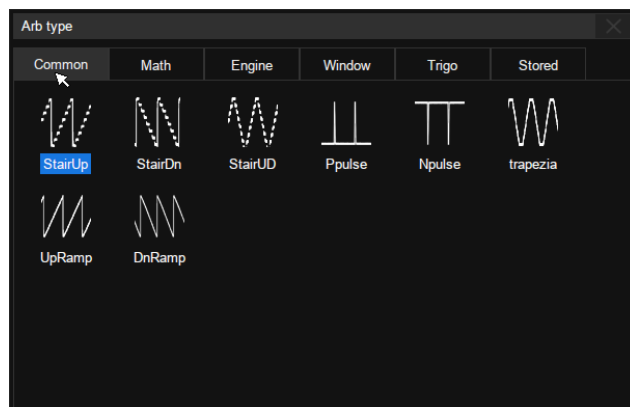 Arb type
Common Math Engine Window Trigo Stored
StairUp StairDn StairUD Ppulse Npulse trapezia
UpRamp DnRamp